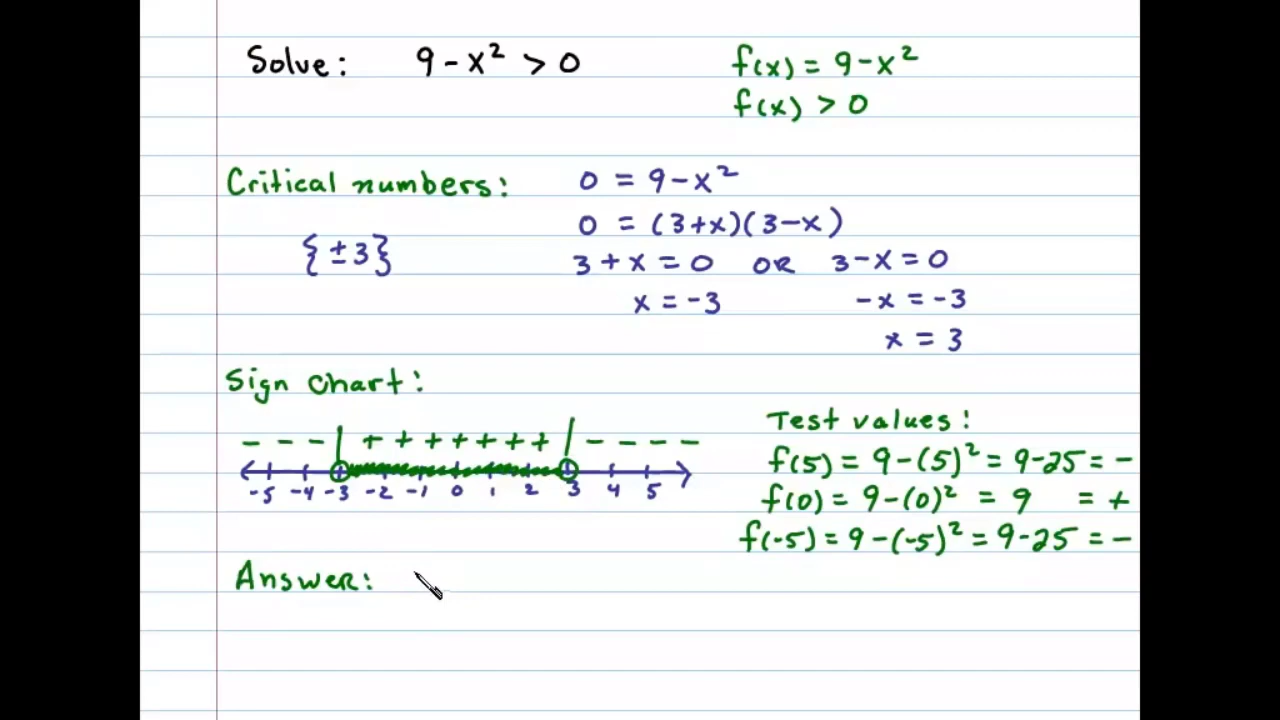 Solve: 9 - x² > 0
f(x) = 9 - x²
f(x) > 0
Critical numbers:
{±3}
0 = 9 - x²
0 = (3+x)(3-x)
3 + x = 0 OR 3 - x = 0
x = -3
-x = -3
x = 3
Sign chart:
- - - | + + + + + + + | - - - -
-5 -4 -3 -2 -1 0 1 2 3 4 5
Test values:
f(5) = 9 - (5)² = 9 - 25 = -
f(0) = 9 - (0)² = 9 = +
f(-5) = 9 - (-5)² = 9 - 25 = -
Answer: